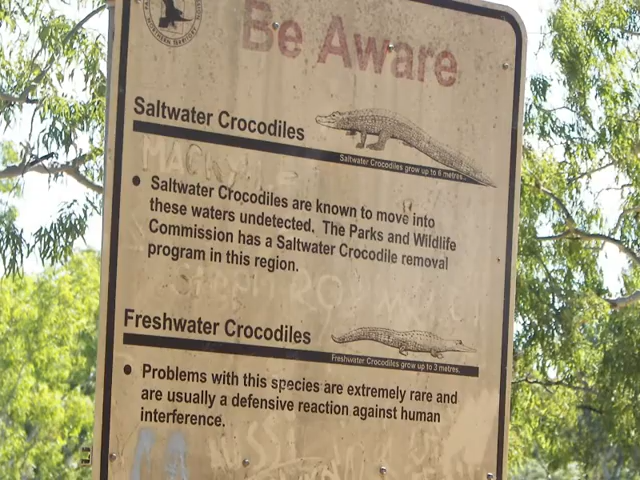 Be Aware
Saltwater Crocodiles
Saltwater Crocodiles grow up to 6 metres.
MACK
• Saltwater Crocodiles are known to move into
these waters undetected. The Parks and Wildlife
Commission has a Saltwater Crocodile removal
program in this region.
Freshwater Crocodiles
Freshwater Crocodiles grow up to 3 metres.
• Problems with this species are extremely rare and
are usually a defensive reaction against human
interference.